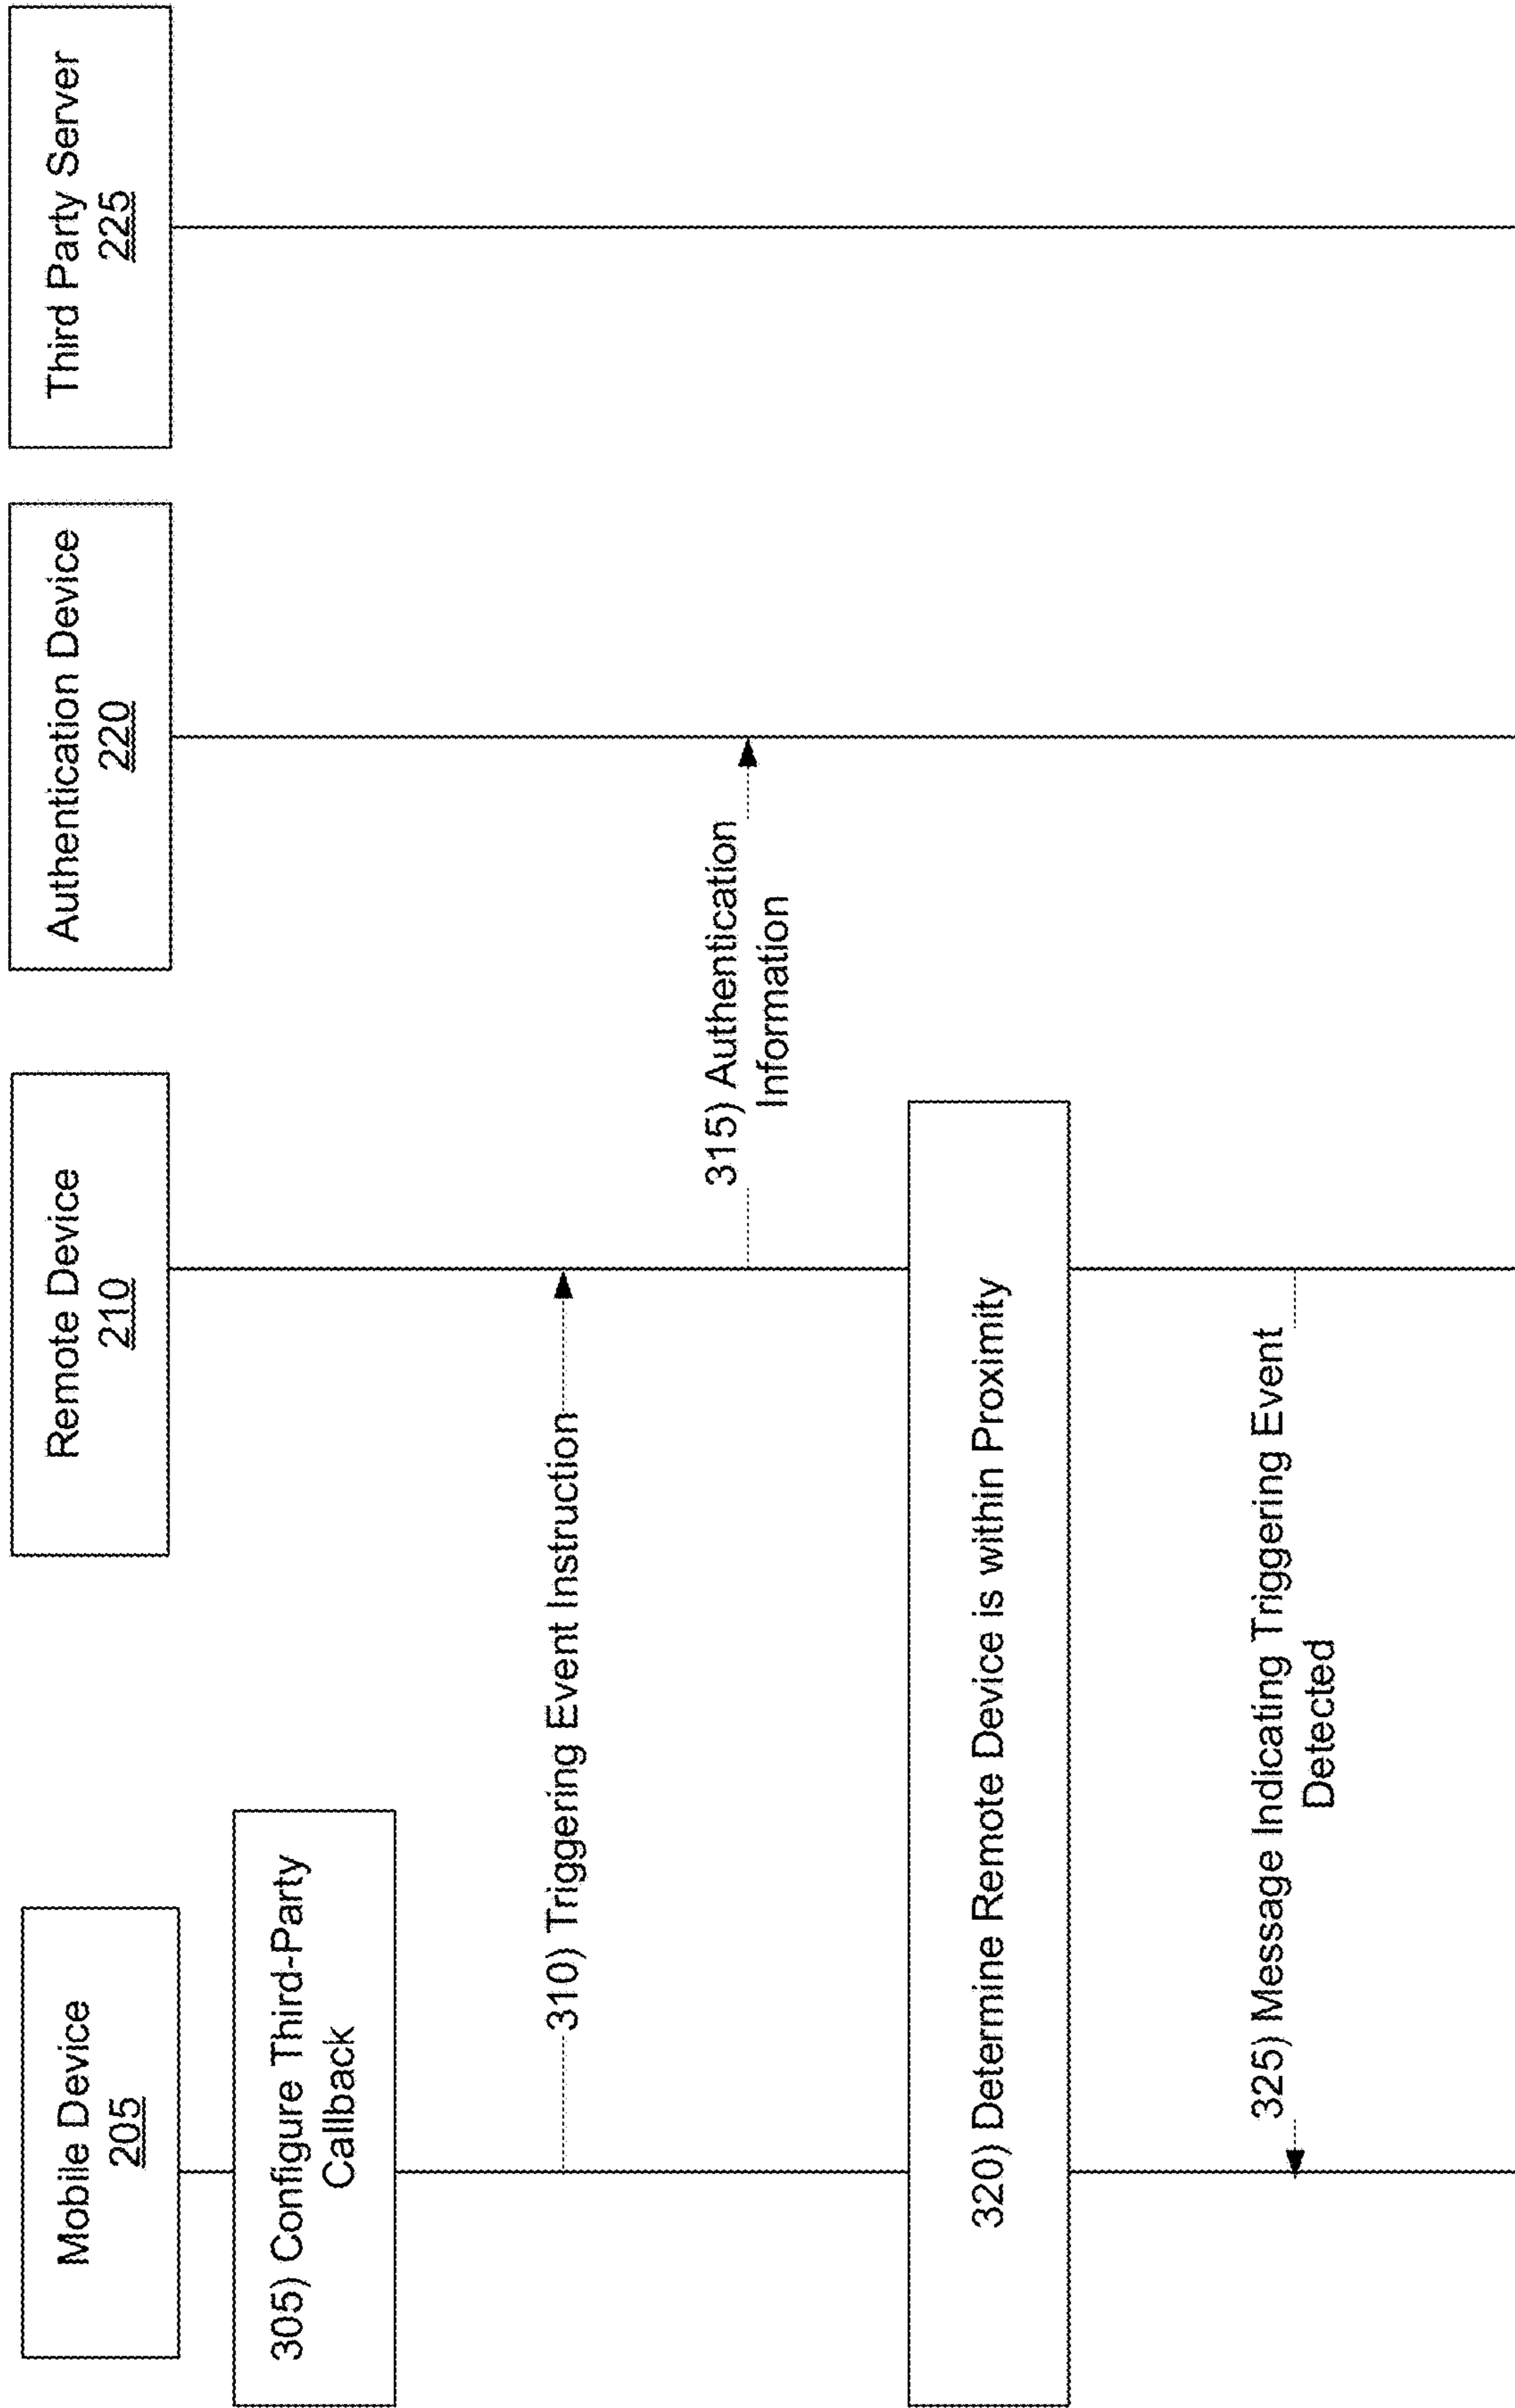 Mobile Device
205
Remote Device
210
Authentication Device
220
Third Party Server
225
305) Configure Third-Party
Callback
310) Triggering Event Instruction
315) Authentication
Information
320) Determine Remote Device is within Proximity
325) Message Indicating Triggering Event
Detected